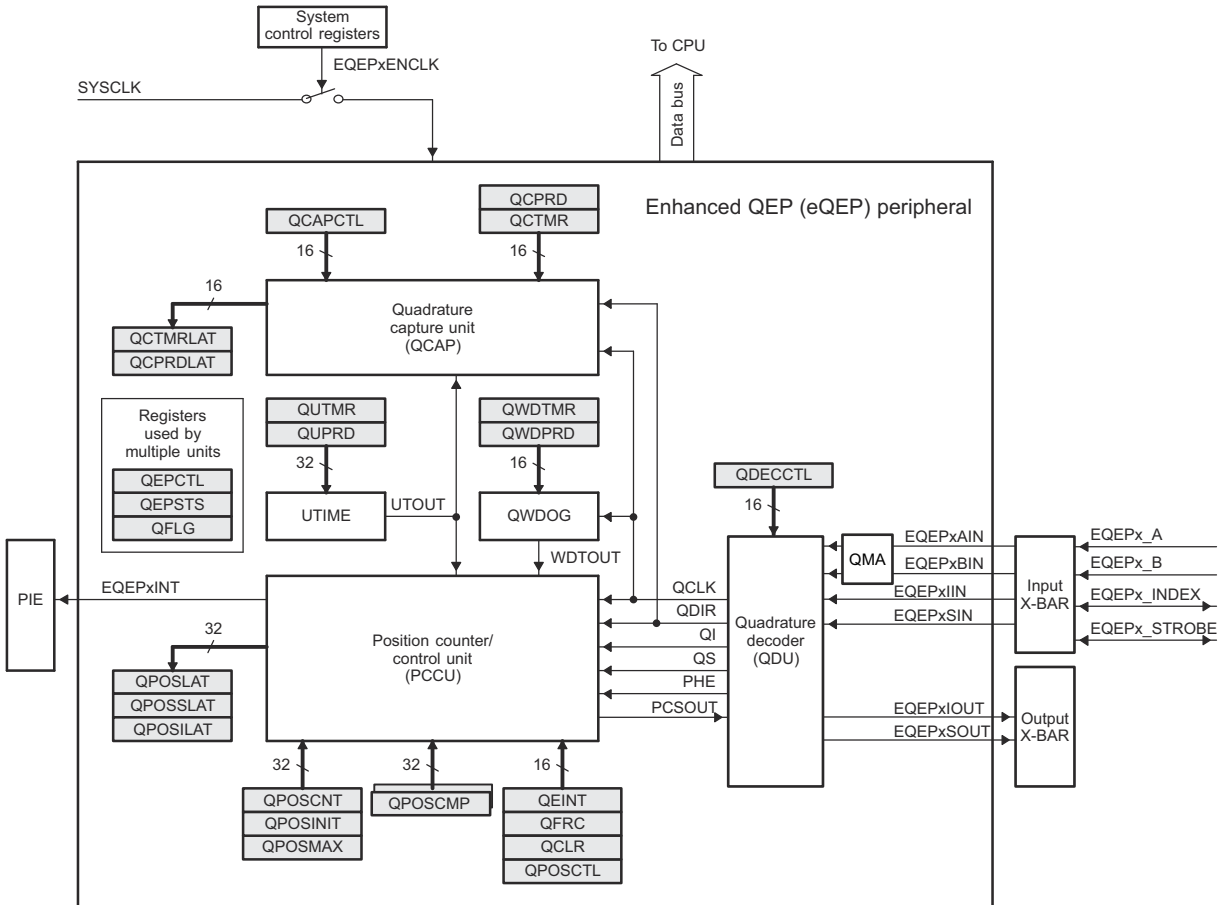 System
control registers
To CPU
EQEPxENCLK
SYSCLK
Data bus
Enhanced QEP (eQEP) peripheral
QCPRD
QCAPCTL
QCTMR
16
16
16
Quadrature
capture unit
(QCAP)
QCTMRLAT
QCPRDLAT
Registers
used by
multiple units
QEPCTL
QEPSTS
QFLG
QUTMR
QUPRD
32
QWDTMR
QWDPRD
16
UTIME
UTOUT
QWDOG
WDTOUT
QDECCTL
16
EQEPxAIN
EQEPxBIN
EQEPxIIN
EQEPxSIN
QMA
Input
X-BAR
EQEPx_A
EQEPx_B
EQEPx_INDEX
EQEPx_STROBE
PIE
EQEPxINT
32
Position counter/
control unit
(PCCU)
QCLK
QDIR
QI
QS
PHE
PCSOUT
Quadrature
decoder
(QDU)
EQEPxIOUT
EQEPxSOUT
Output
X-BAR
QPOSLAT
QPOSSLAT
QPOSILAT
32
32
16
QPOSCNT
QPOSINIT
QPOSMAX
QPOSCMP
QEINT
QFRC
QCLR
QPOSCTL